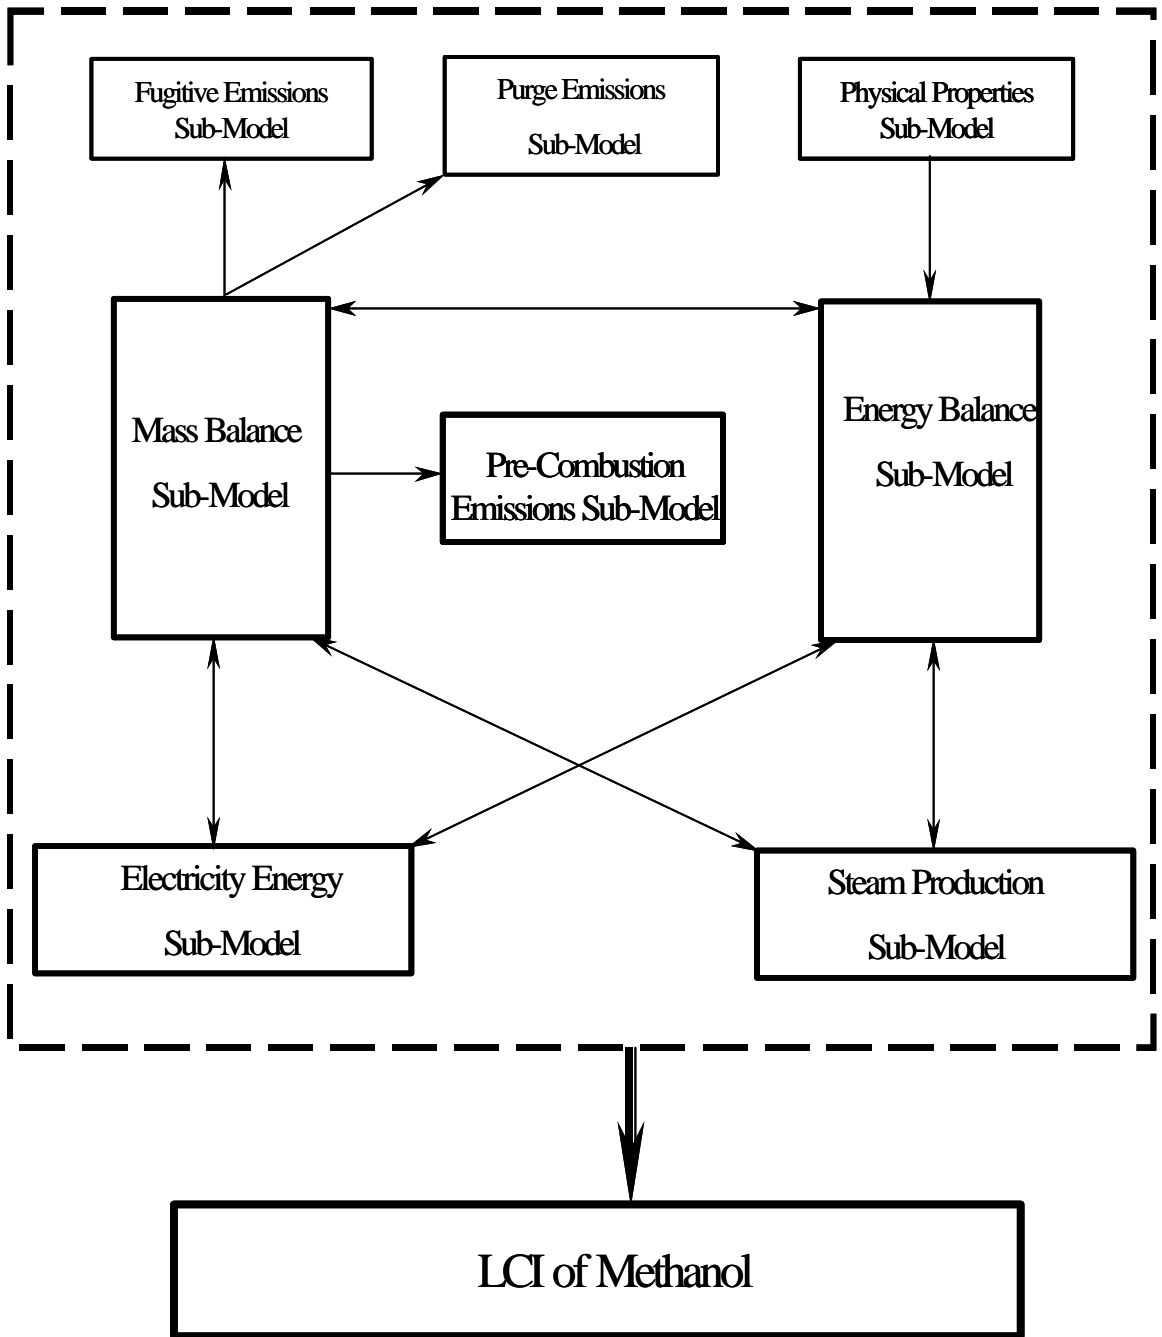 Fugitive Emissions
Sub-Model
Purge Emissions
Sub-Model
Physical Properties
Sub-Model
Mass Balance
Sub-Model
Pre-Combustion
Emissions Sub-Model
Energy Balance
Sub-Model
Electricity Energy
Sub-Model
Steam Production
Sub-Model
LCI of Methanol